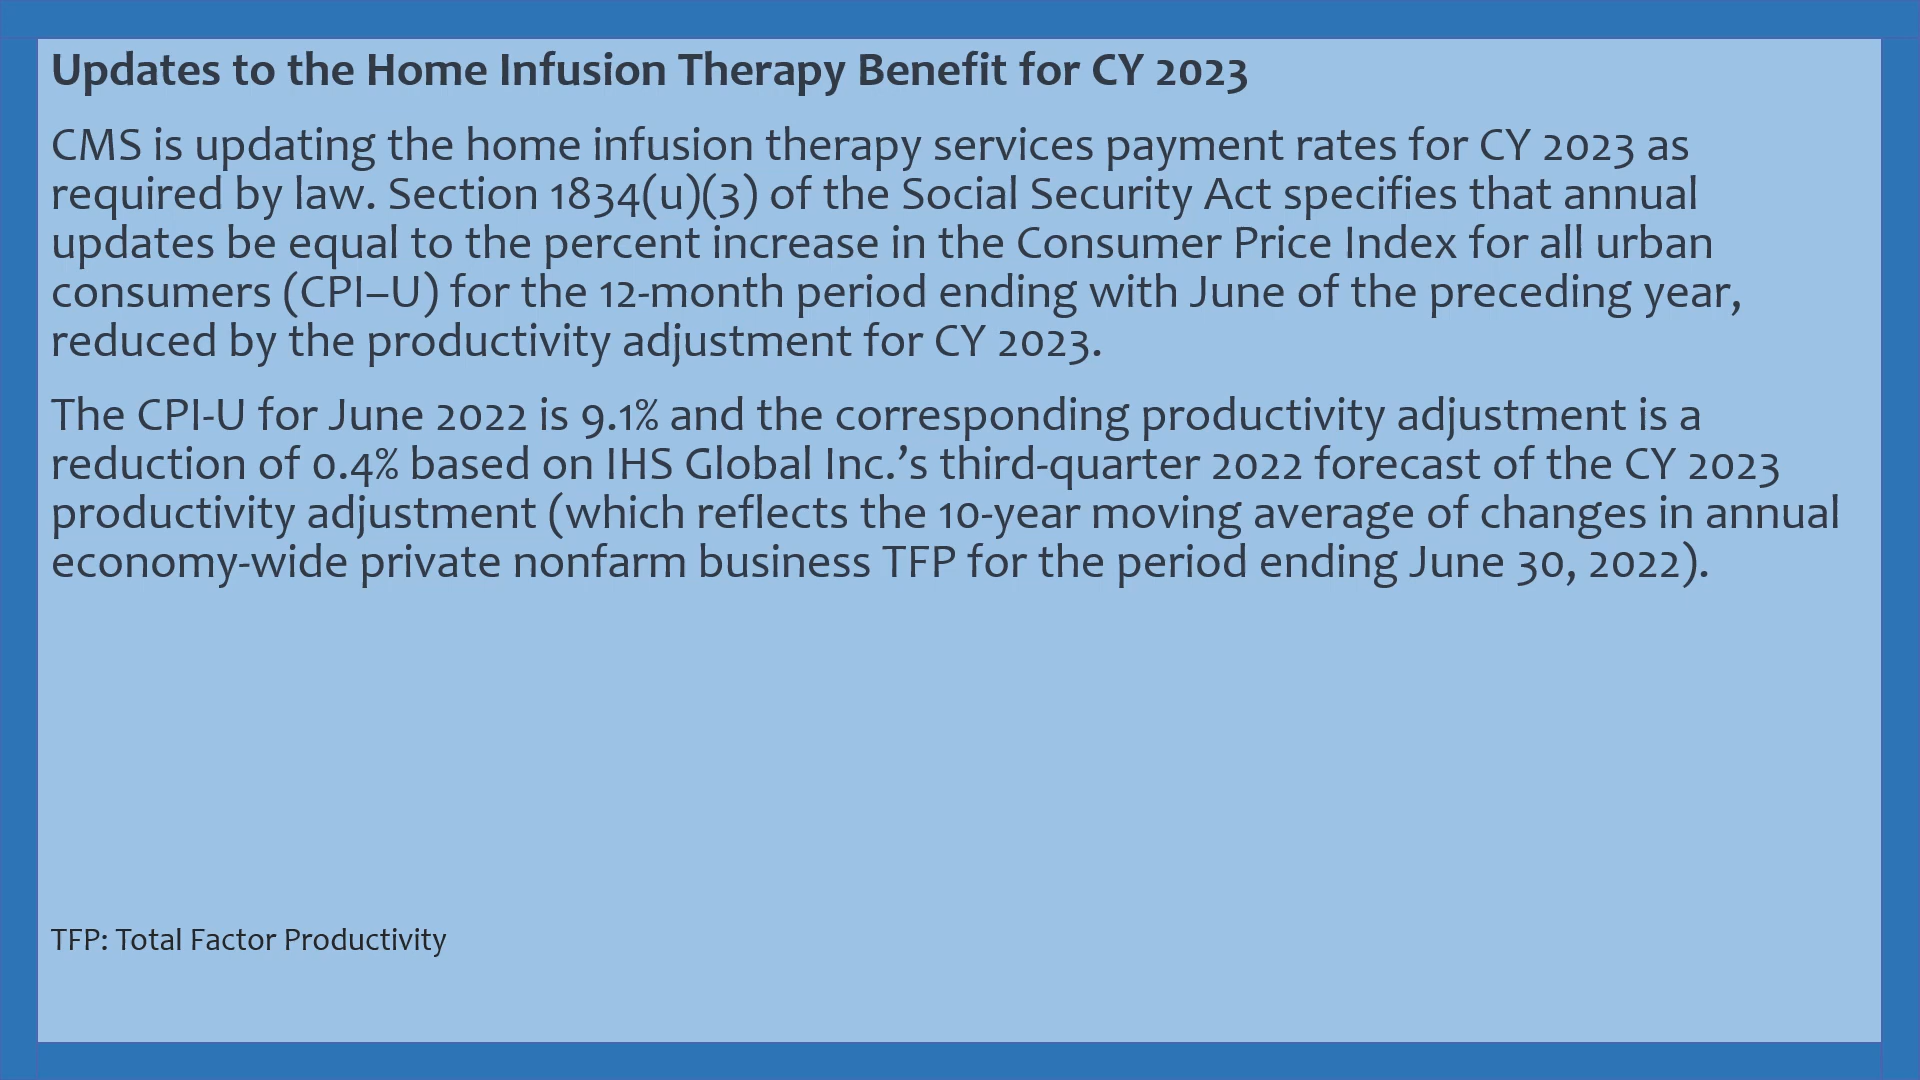 Updates to the Home Infusion Therapy Benefit for CY 2023
CMS is updating the home infusion therapy services payment rates for CY 2023 as
required by law. Section 1834(u)(3) of the Social Security Act specifies that annual
updates be equal to the percent increase in the Consumer Price Index for all urban
consumers (CPI–U) for the 12-month period ending with June of the preceding year,
reduced by the productivity adjustment for CY 2023.
The CPI-U for June 2022 is 9.1% and the corresponding productivity adjustment is a
reduction of 0.4% based on IHS Global Inc.’s third-quarter 2022 forecast of the CY 2023
productivity adjustment (which reflects the 10-year moving average of changes in annual
economy-wide private nonfarm business TFP for the period ending June 30, 2022).
TFP: Total Factor Productivity